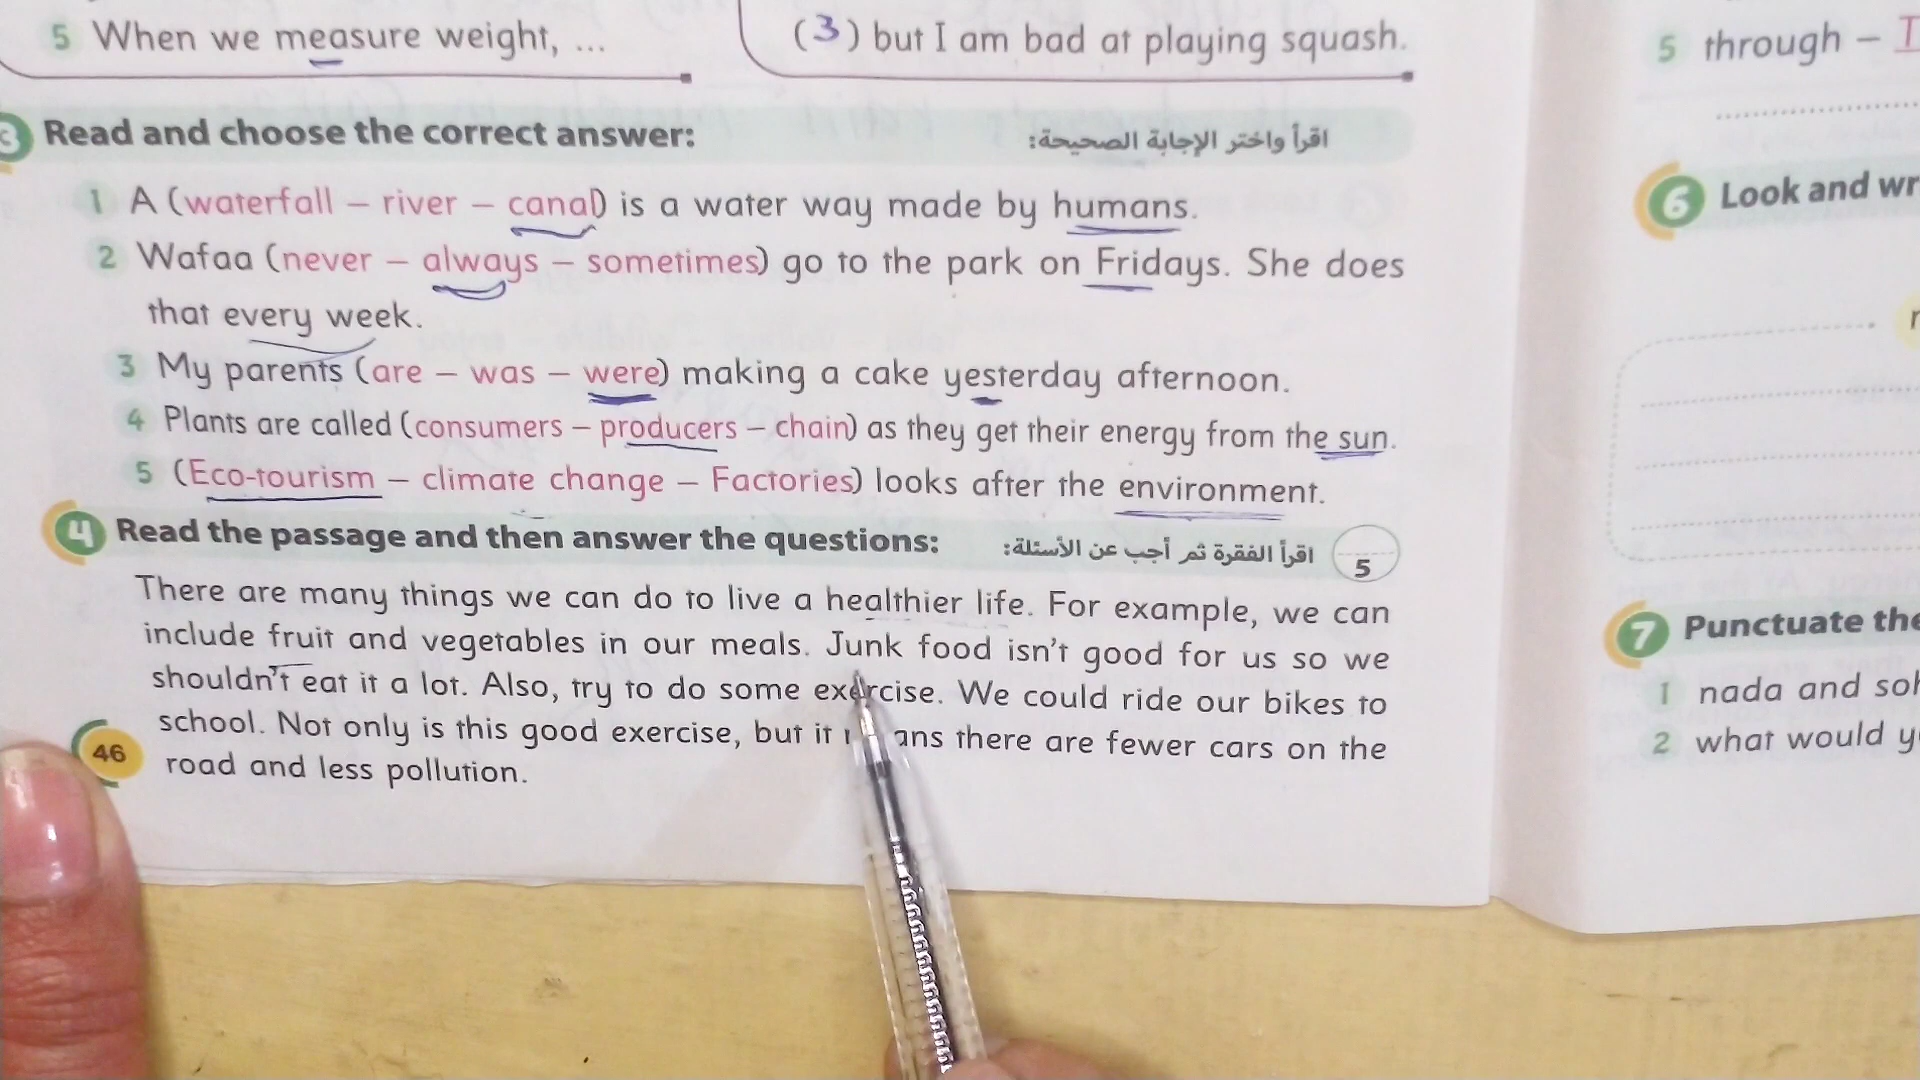 5 When we measure weight, ...
(3) but I am bad at playing squash.
3 Read and choose the correct answer: اقرأ واختر الإجابة الصحيحة:
1 A (waterfall – river – canal) is a water way made by humans.
2 Wafaa (never – always – sometimes) go to the park on Fridays. She does
that every week.
3 My parents (are – was – were) making a cake yesterday afternoon.
4 Plants are called (consumers – producers – chain) as they get their energy from the sun.
5 (Eco-tourism – climate change – Factories) looks after the environment.
4 Read the passage and then answer the questions: اقرأ الفقرة ثم أجب عن الأسئلة: 5
There are many things we can do to live a healthier life. For example, we can
include fruit and vegetables in our meals. Junk food isn't good for us so we
shouldn't eat it a lot. Also, try to do some exercise. We could ride our bikes to
school. Not only is this good exercise, but it there are fewer cars on the
road and less pollution.
46
5 through –
6 Look and
7 Punctuate
1 nada and
2 what would